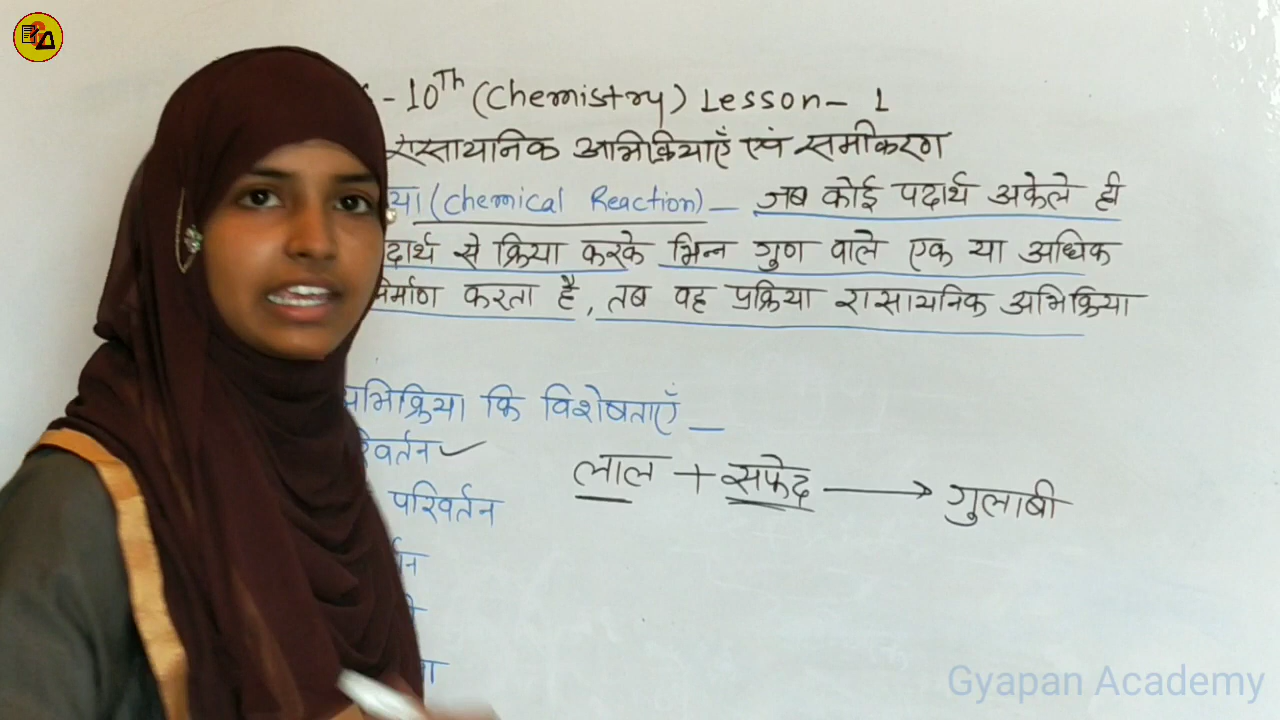 - 10Th (Chemistry) Lesson - 1
रासायनिक अभिक्रियाएँ एवं समीकरण
या (Chemical Reaction) _ जब कोई पदार्थ अकेले ही
दार्थ से क्रिया करके भिन्न गुण वाले एक या अधिक
निर्माण करता है, तब वह प्रक्रिया रासायनिक अभिक्रिया
अभिक्रिया कि विशेषताएँ _
वर्तन ✓
परिवर्तन
लाल + सफेद → गुलाबी
Gyapan Academy